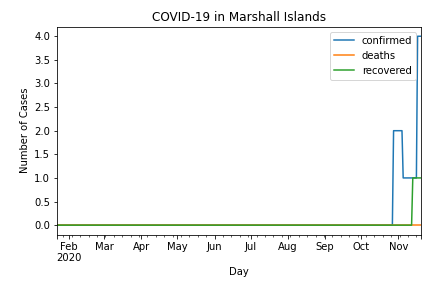 COVID-19 in Marshall Islands
confirmed
deaths
recovered
Number of Cases
4.0
3.5
3.0
2.5
2.0
1.5
1.0
0.5
0.0
Feb Mar Apr May Jun Jul Aug Sep Oct Nov
2020
Day